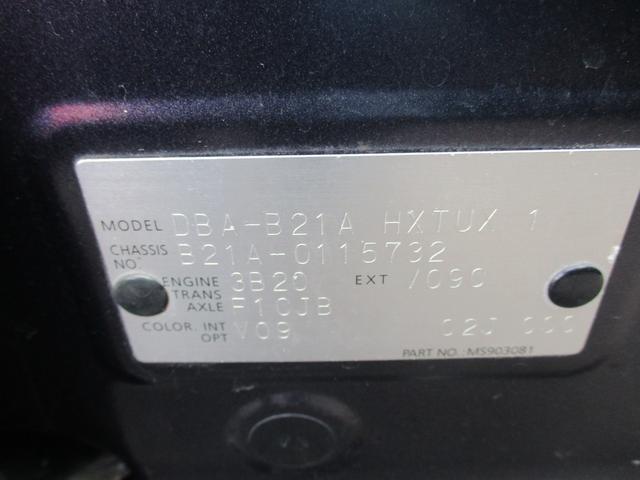 MODEL DBA-B21A HXTUX 1
CHASSIS NO. B21A-0115732
ENGINE 3B20/ EXT /090
TRANS AXLE F1CJB
COLOR. INT OPT V09 02J 000
PART NO.: MS903081